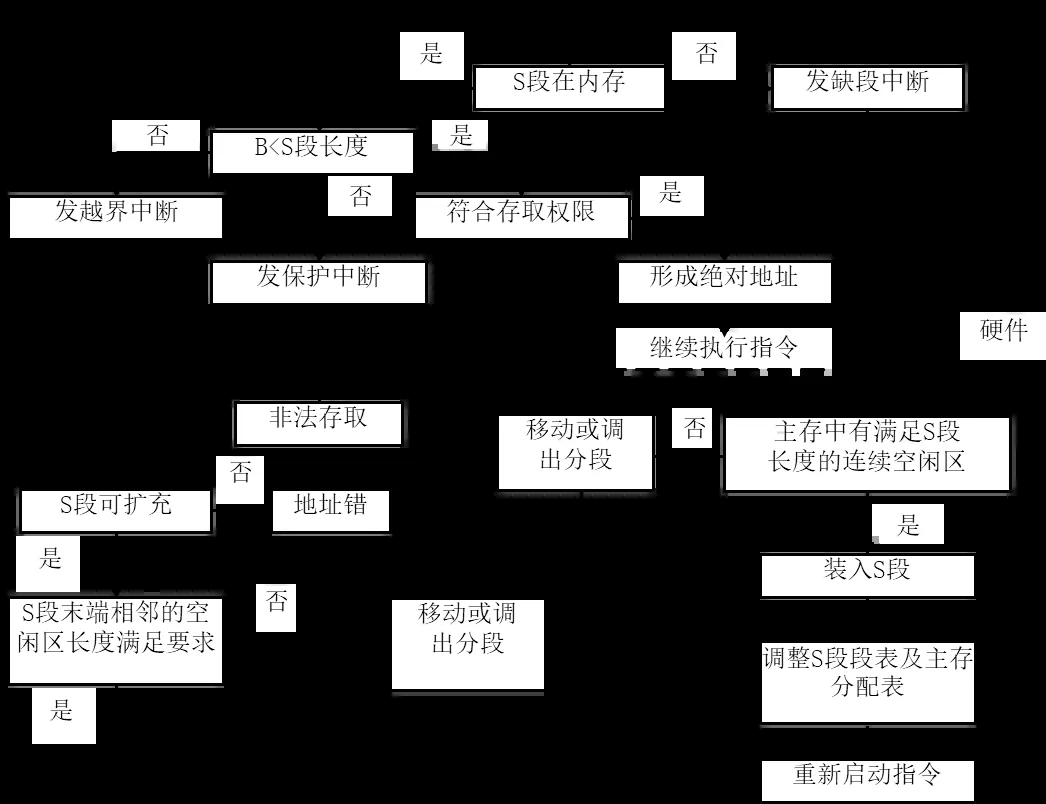 是
否
S段在内存
发缺段中断
否
B<S段长度
是
发越界中断
否
符合存取权限
是
发保护中断
形成绝对地址
硬件
继续执行指令
非法存取
移动或调
出分段
否
主存中有满足S段
长度的连续空闲区
否
S段可扩充
地址错
是
是
装入S段
S段末端相邻的空
闲区长度满足要求
否
移动或调
出分段
调整S段段表及主存
分配表
是
重新启动指令